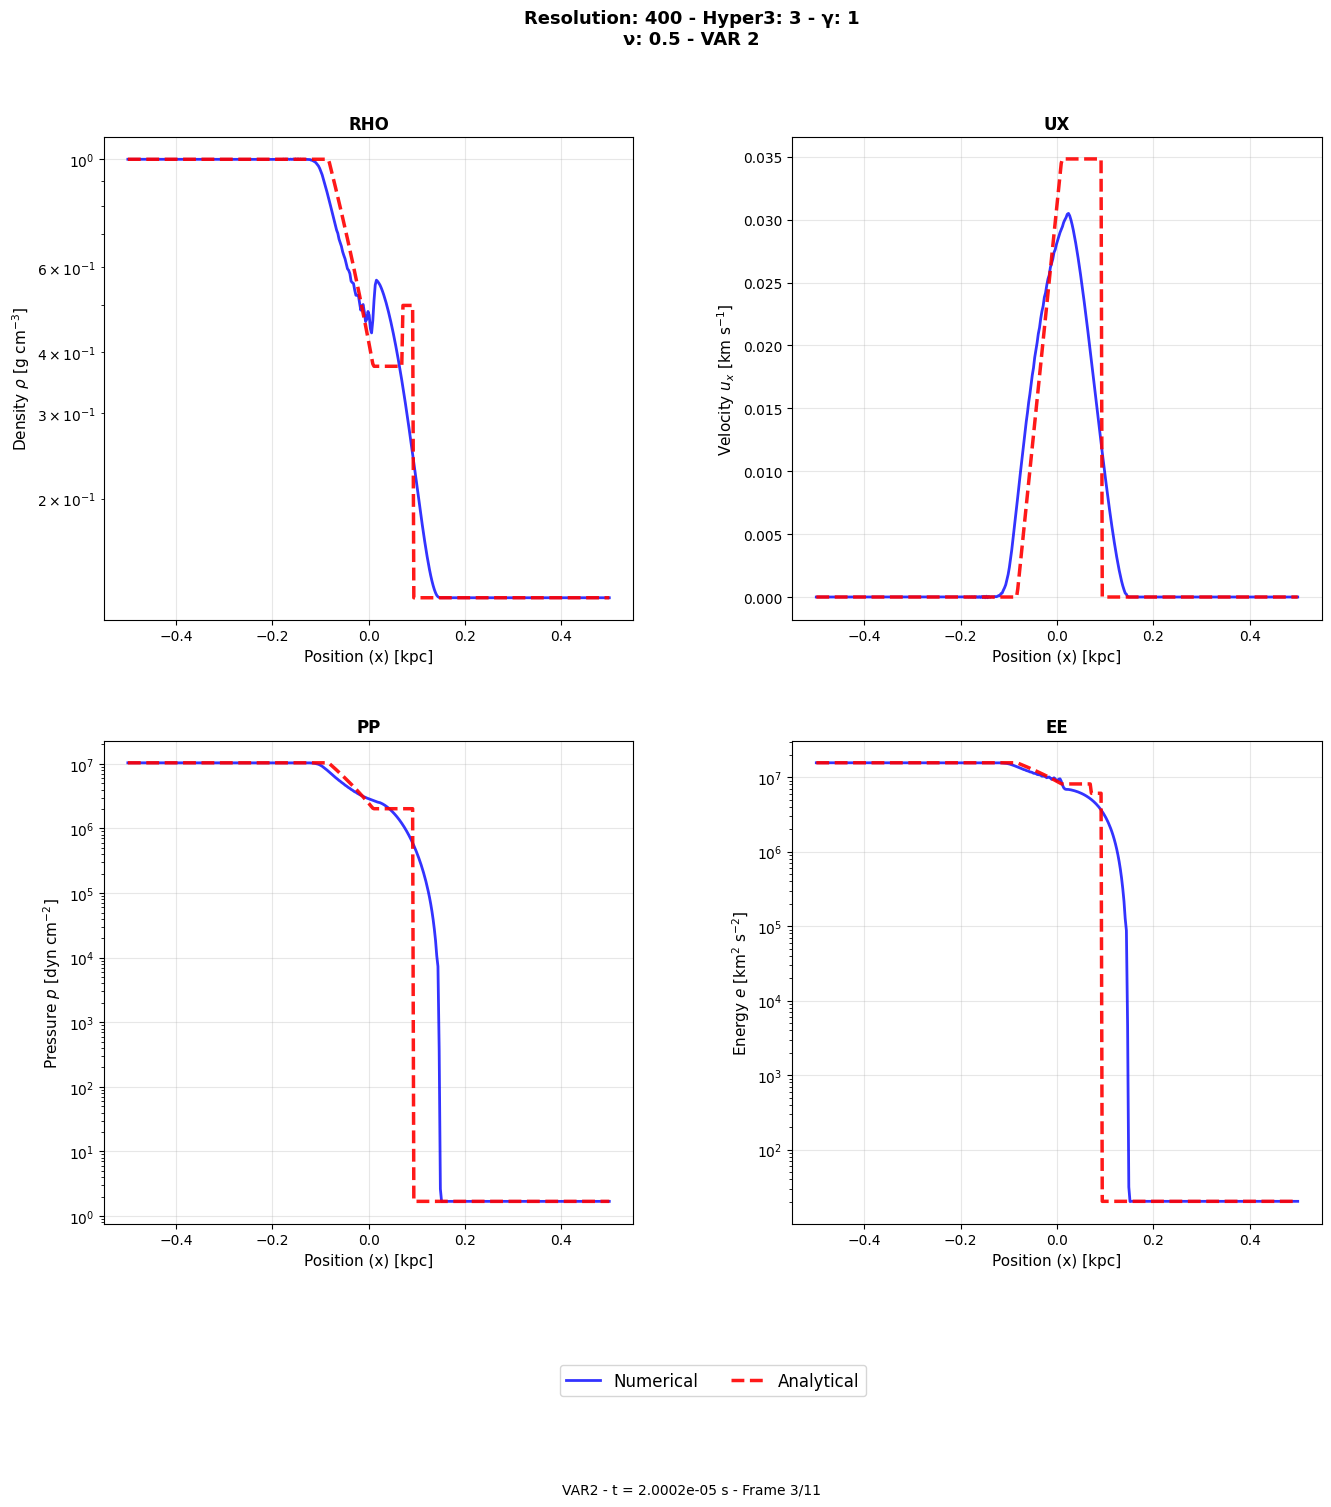 Resolution: 400 - Hyper3: 3 - γ: 1
ν: 0.5 - VAR 2
RHO
10⁰
6 × 10⁻¹
4 × 10⁻¹
3 × 10⁻¹
2 × 10⁻¹
Density ρ [g cm⁻³]
−0.4 −0.2 0.0 0.2 0.4
Position (x) [kpc]
UX
0.035
0.030
0.025
0.020
0.015
0.010
0.005
0.000
Velocity uₓ [km s⁻¹]
−0.4 −0.2 0.0 0.2 0.4
Position (x) [kpc]
PP
10⁷
10⁶
10⁵
10⁴
10³
10²
10¹
10⁰
Pressure p [dyn cm⁻²]
−0.4 −0.2 0.0 0.2 0.4
Position (x) [kpc]
EE
10⁷
10⁶
10⁵
10⁴
10³
10²
Energy e [km² s⁻²]
−0.4 −0.2 0.0 0.2 0.4
Position (x) [kpc]
Numerical Analytical
VAR2 - t = 2.0002e-05 s - Frame 3/11